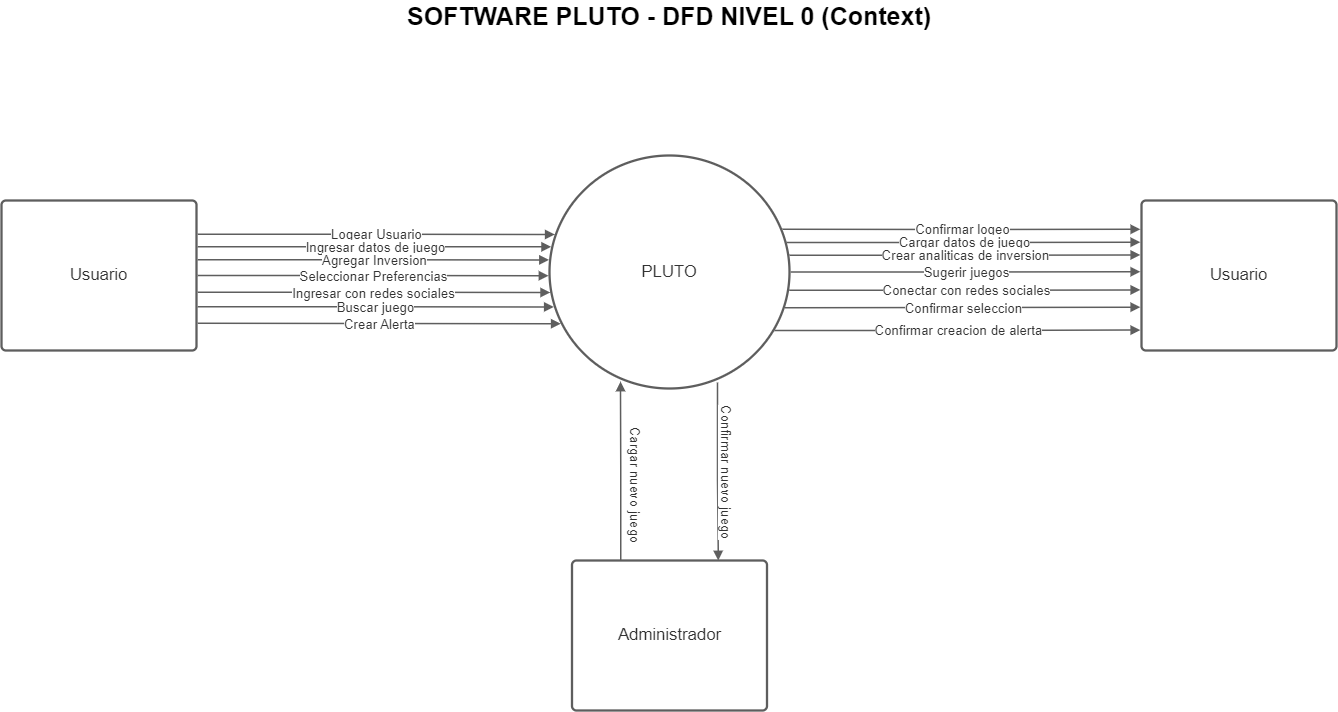 SOFTWARE PLUTO - DFD NIVEL 0 (Context)
Usuario
Logear Usuario
Ingresar datos de juego
Agregar Inversion
Seleccionar Preferencias
Ingresar con redes sociales
Buscar juego
Crear Alerta
PLUTO
Confirmar logeo
Cargar datos de juego
Crear analiticas de inversion
Sugerir juegos
Conectar con redes sociales
Confirmar seleccion
Confirmar creacion de alerta
Usuario
Cargar nuevo juego
Confirmar nuevo juego
Administrador